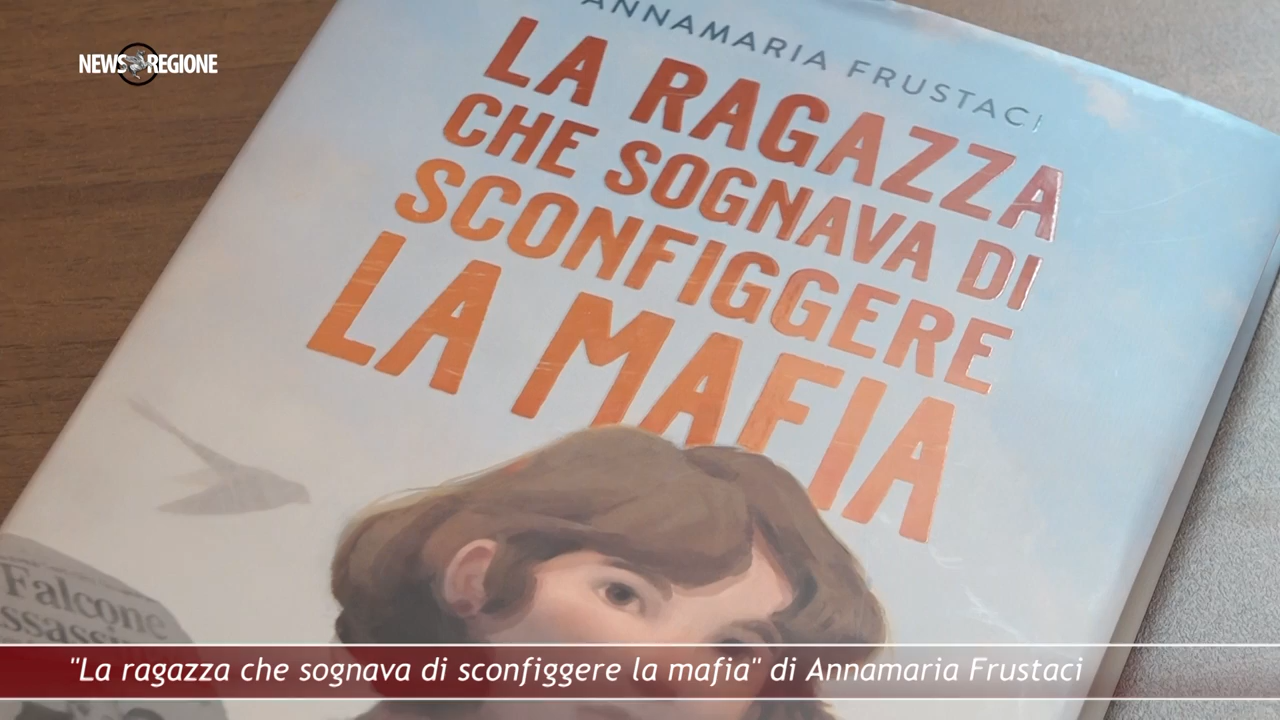 NEWS REGIONE
ANNAMARIA FRUSTACI
LA RAGAZZA
CHE SOGNAVA DI
SCONFIGGERE
LA MAFIA
Falcone
"La ragazza che sognava di sconfiggere la mafia" di Annamaria Frustaci